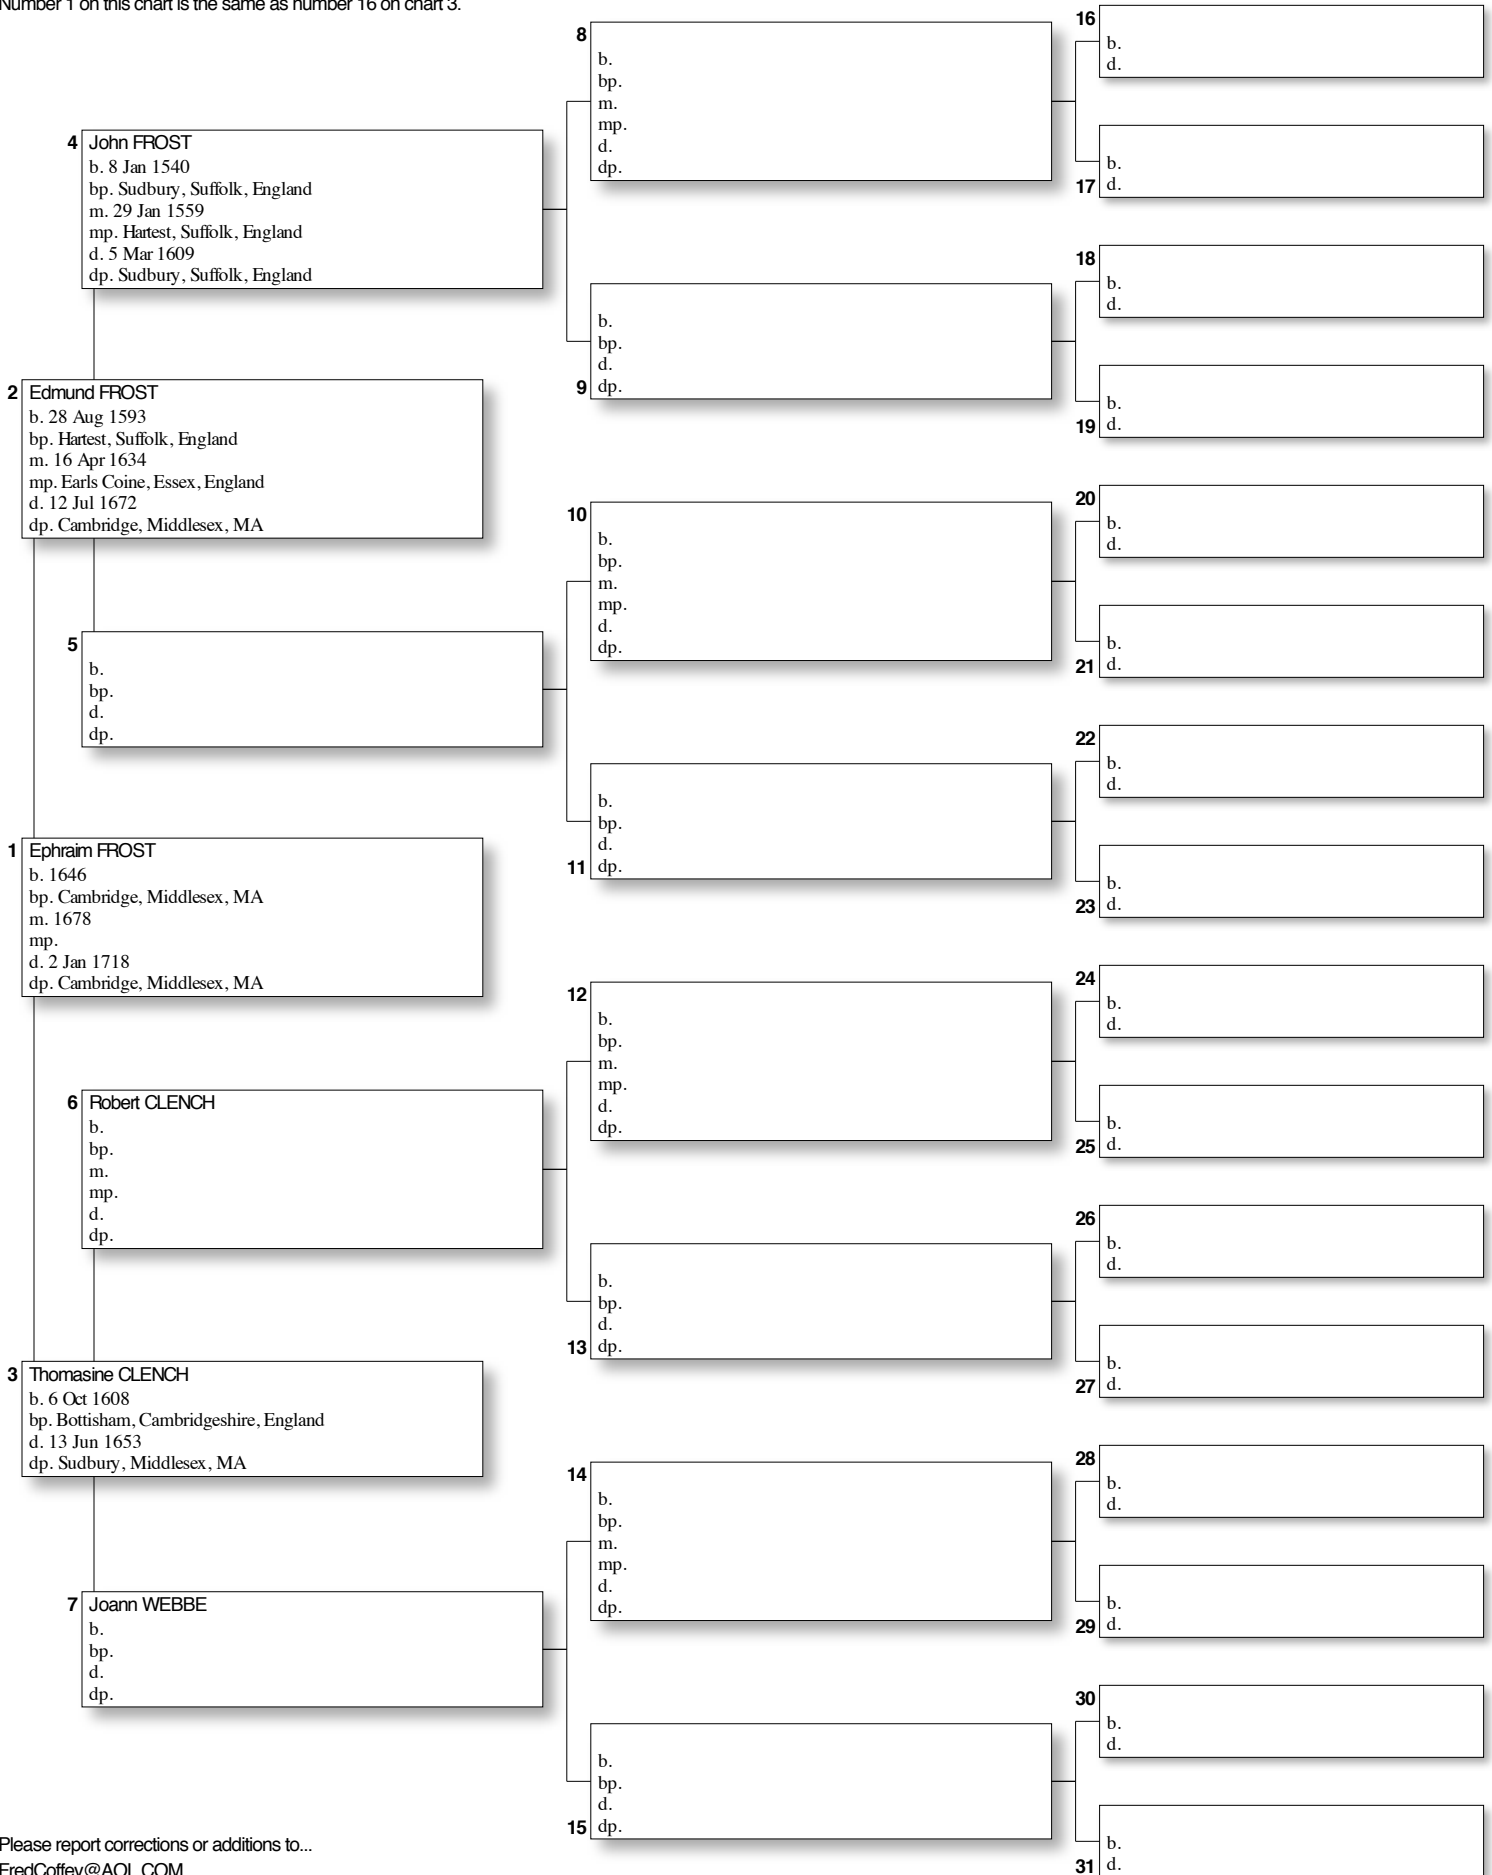 Number 1 on this chart is the same as number 16 on chart 3.
4 John FROST
b. 8 Jan 1540
bp. Sudbury, Suffolk, England
m. 29 Jan 1559
mp. Hartest, Suffolk, England
d. 5 Mar 1609
dp. Sudbury, Suffolk, England
2 Edmund FROST
b. 28 Aug 1593
bp. Hartest, Suffolk, England
m. 16 Apr 1634
mp. Earls Coine, Essex, England
d. 12 Jul 1672
dp. Cambridge, Middlesex, MA
5
b.
bp.
d.
dp.
1 Ephraim FROST
b. 1646
bp. Cambridge, Middlesex, MA
m. 1678
mp.
d. 2 Jan 1718
dp. Cambridge, Middlesex, MA
6 Robert CLENCH
b.
bp.
m.
mp.
d.
dp.
3 Thomasine CLENCH
b. 6 Oct 1608
bp. Bottisham, Cambridgeshire, England
d. 13 Jun 1653
dp. Sudbury, Middlesex, MA
7 Joann WEBBE
b.
bp.
d.
dp.
8
b.
bp.
m.
mp.
d.
dp.
b.
bp.
d.
9 dp.
10
b.
bp.
m.
mp.
d.
dp.
b.
bp.
d.
11 dp.
12
b.
bp.
m.
mp.
d.
dp.
b.
bp.
d.
13 dp.
14
b.
bp.
m.
mp.
d.
dp.
b.
bp.
d.
15 dp.
16
b.
d.
b.
17 d.
18
b.
d.
b.
19 d.
20
b.
d.
b.
21 d.
22
b.
d.
b.
23 d.
24
b.
d.
b.
25 d.
26
b.
d.
b.
27 d.
28
b.
d.
b.
29 d.
30
b.
d.
b.
31 d.
Please report corrections or additions to...
FredCoffey@AOL.COM